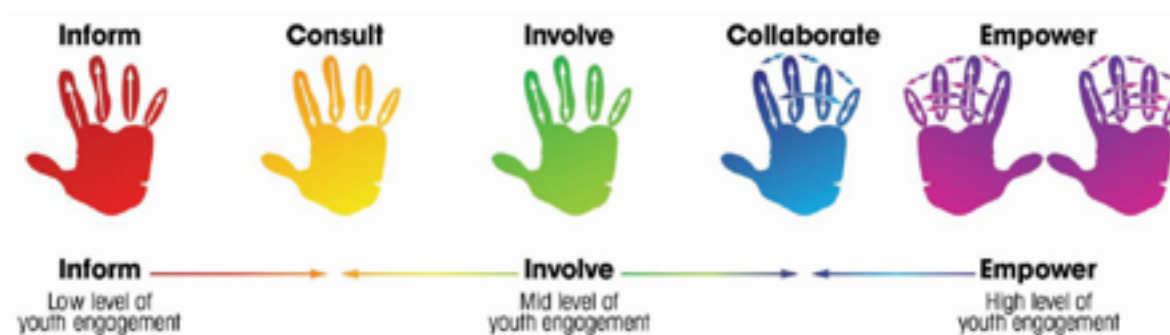 Inform Consult Involve Collaborate Empower
Inform Involve Empower
Low level of Mid level of High level of
youth engagement youth engagement youth engagement